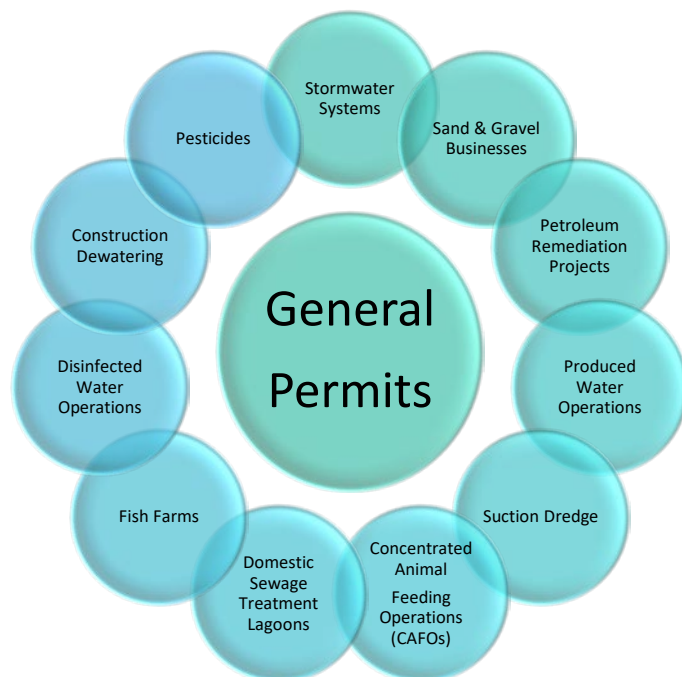 General
Permits
Stormwater
Systems
Sand & Gravel
Businesses
Petroleum
Remediation
Projects
Produced
Water
Operations
Suction Dredge
Concentrated
Animal
Feeding
Operations
(CAFOs)
Domestic
Sewage
Treatment
Lagoons
Fish Farms
Disinfected
Water
Operations
Construction
Dewatering
Pesticides